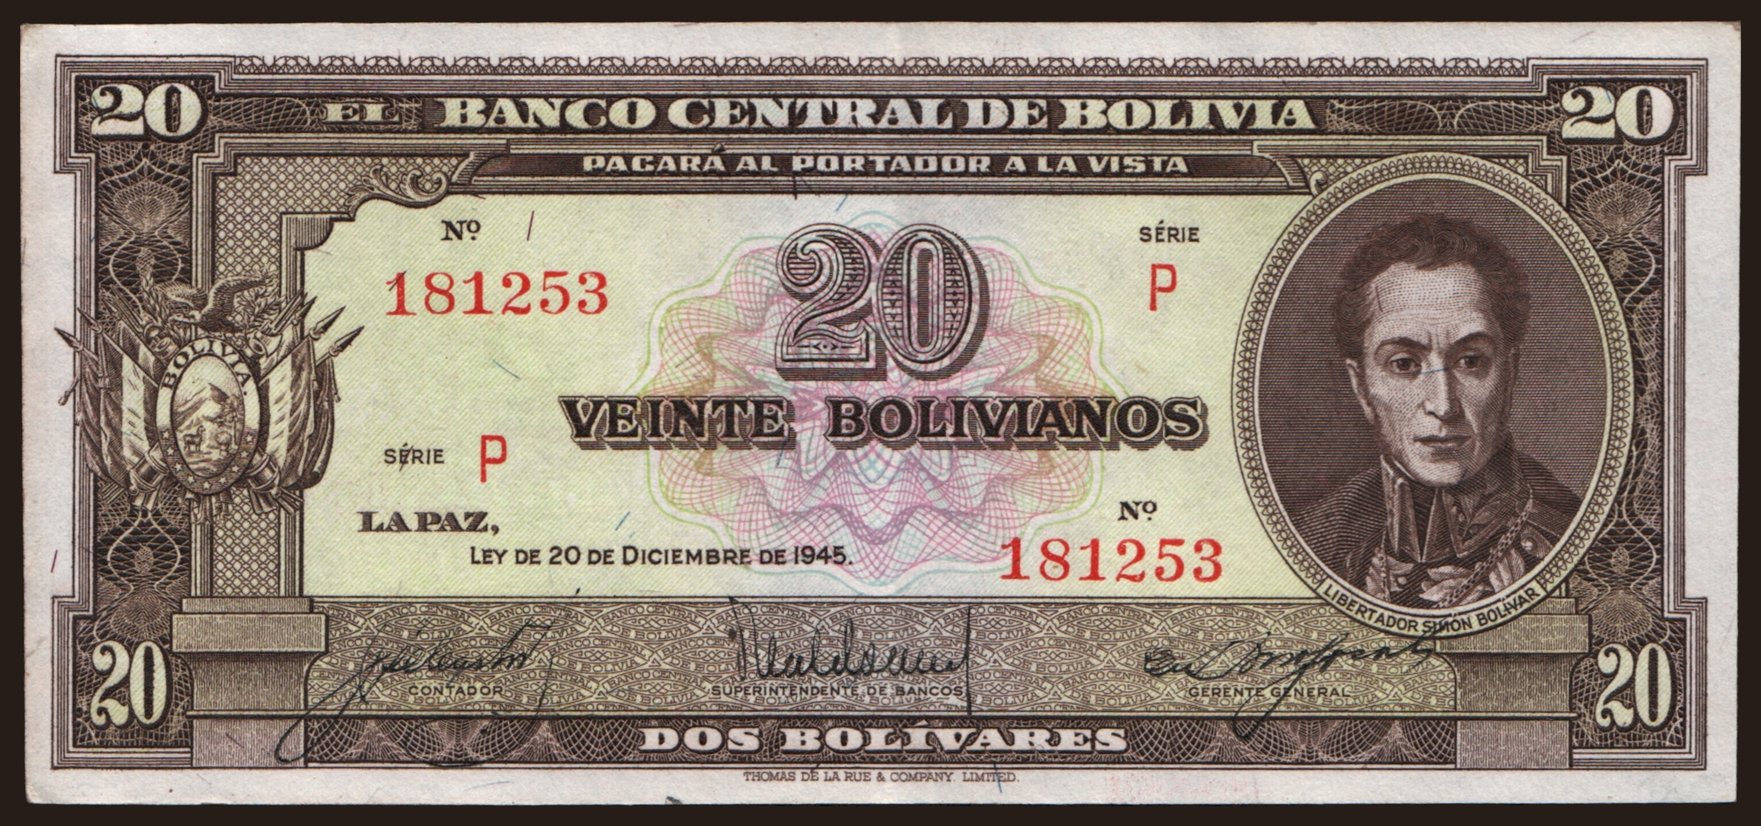 20 EL BANCO CENTRAL DE BOLIVIA 20
PAGARÁ AL PORTADOR A LA VISTA
Nº
SÉRIE
181253
20
P
BOLIVIA
VEINTE BOLIVIANOS
SÉRIE P
LA PAZ,
Nº
LEY DE 20 DE DICIEMBRE DE 1945.
181253
LIBERTADOR SIMÓN BOLÍVAR
20
CONTADOR
SUPERINTENDENTE DE BANCOS
GERENTE GENERAL
20
DOS BOLÍVARES
THOMAS DE LA RUE & COMPANY. LIMITED.